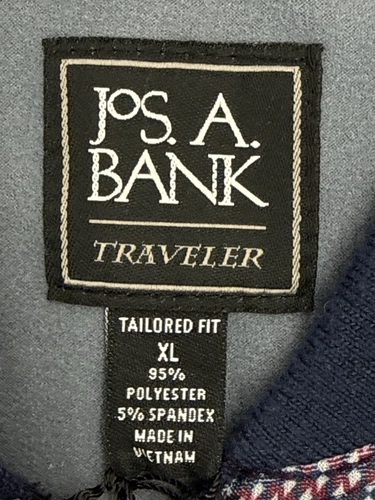 JOS. A.
BANK
TRAVELER
TAILORED FIT
XL
95%
POLYESTER
5% SPANDEX
MADE IN
VIETNAM